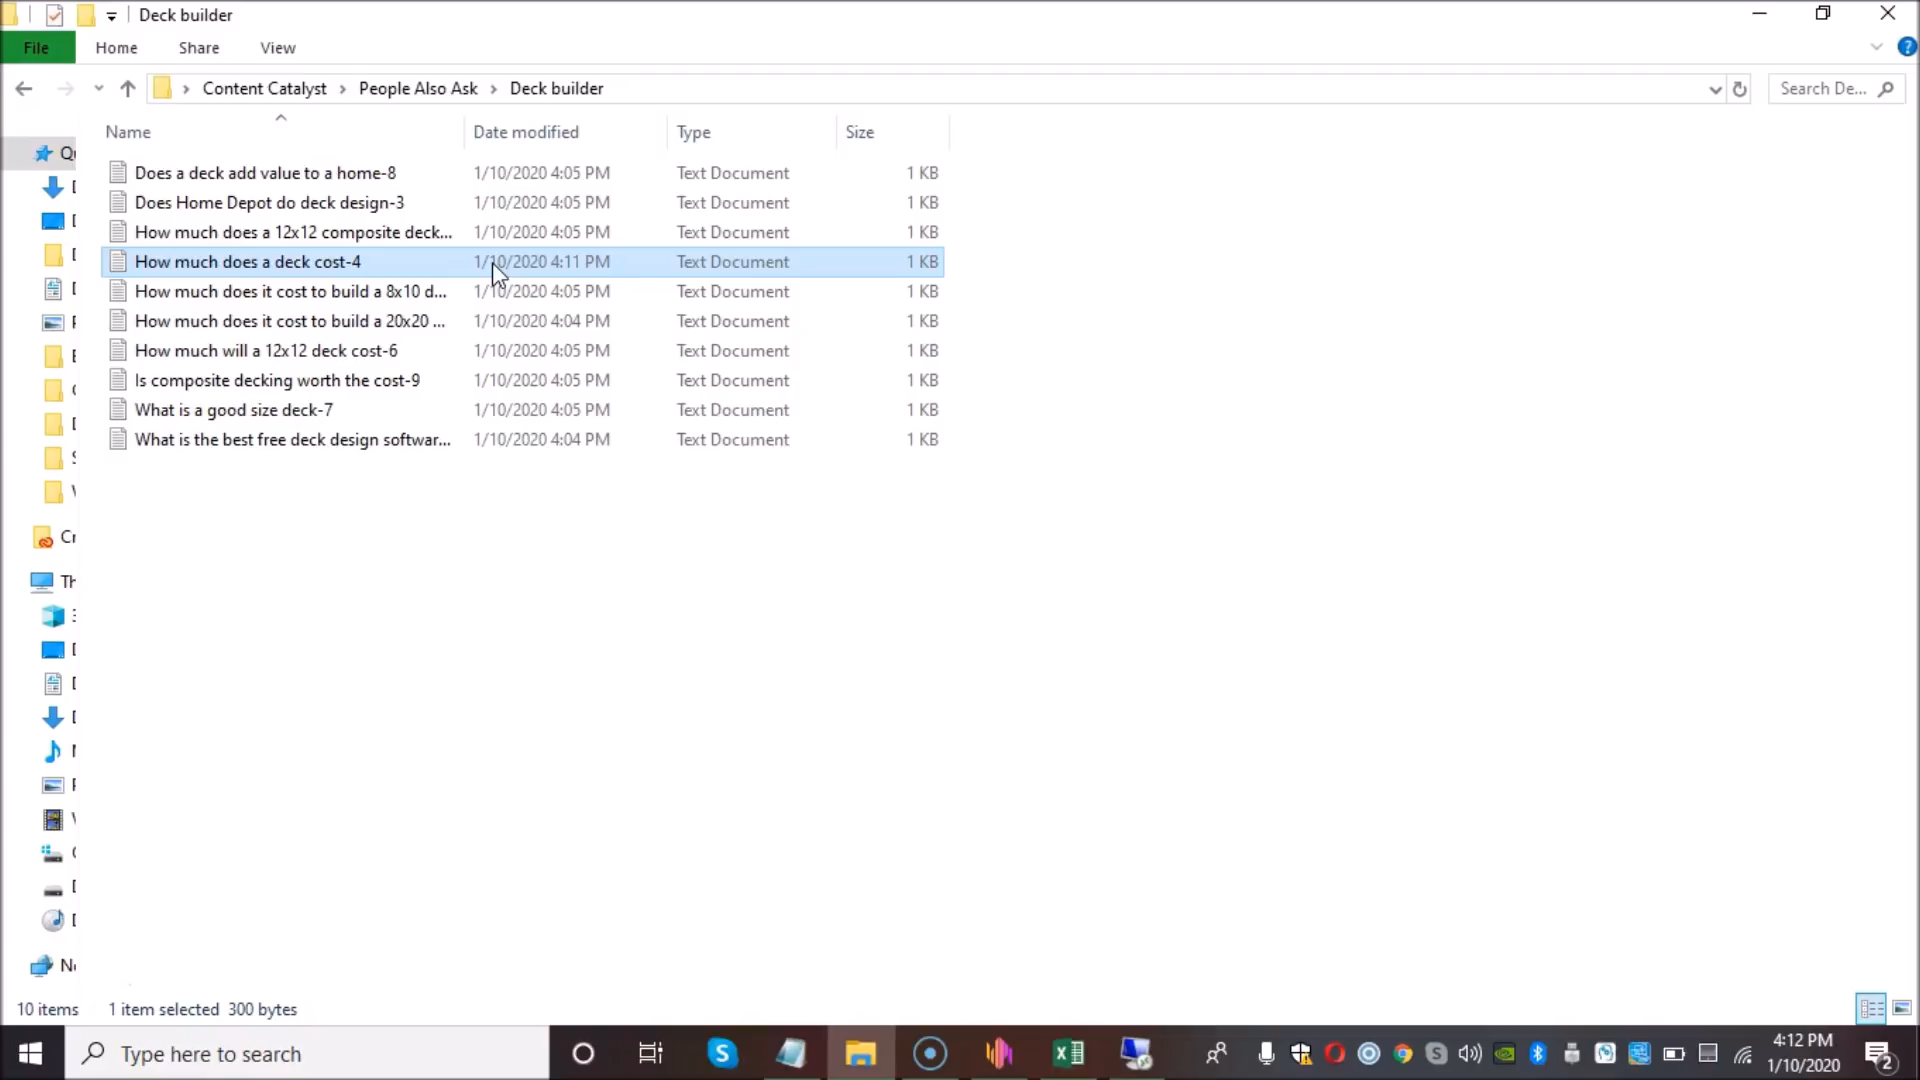 Deck builder
File Home Share View
Content Catalyst People Also Ask Deck builder Search De...
Name Date modified Type Size
Does a deck add value to a home-8 1/10/2020 4:05 PM Text Document 1 KB
Does Home Depot do deck design-3 1/10/2020 4:05 PM Text Document 1 KB
How much does a 12x12 composite deck... 1/10/2020 4:05 PM Text Document 1 KB
How much does a deck cost-4 1/10/2020 4:11 PM Text Document 1 KB
How much does it cost to build a 8x10 d... 1/10/2020 4:05 PM Text Document 1 KB
How much does it cost to build a 20x20 ... 1/10/2020 4:04 PM Text Document 1 KB
How much will a 12x12 deck cost-6 1/10/2020 4:05 PM Text Document 1 KB
Is composite decking worth the cost-9 1/10/2020 4:05 PM Text Document 1 KB
What is a good size deck-7 1/10/2020 4:05 PM Text Document 1 KB
What is the best free deck design softwar... 1/10/2020 4:04 PM Text Document 1 KB
Cr
Th
10 items 1 item selected 300 bytes
Type here to search
4:12 PM
1/10/2020
2